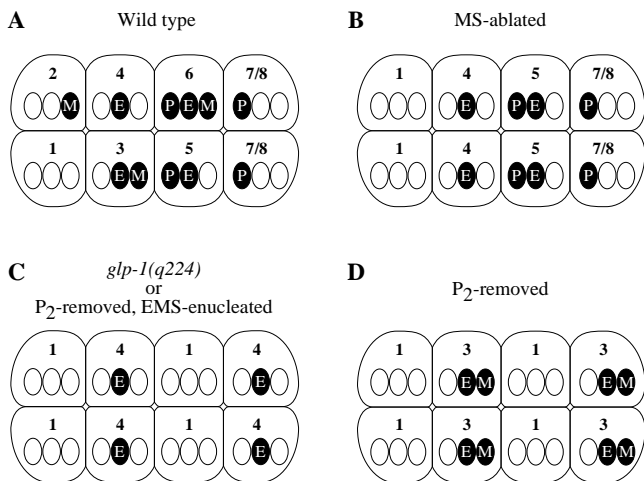 A Wild type
2 4 6 7/8
M E P E M P
1 3 5 7/8
E M P E P
B MS-ablated
1 4 5 7/8
E P E P
1 4 5 7/8
E P E P
C glp-1(q224)
or
P2-removed, EMS-enucleated
1 4 1 4
E E
1 4 1 4
E E
D P2-removed
1 3 1 3
E M E M
1 3 1 3
E M E M